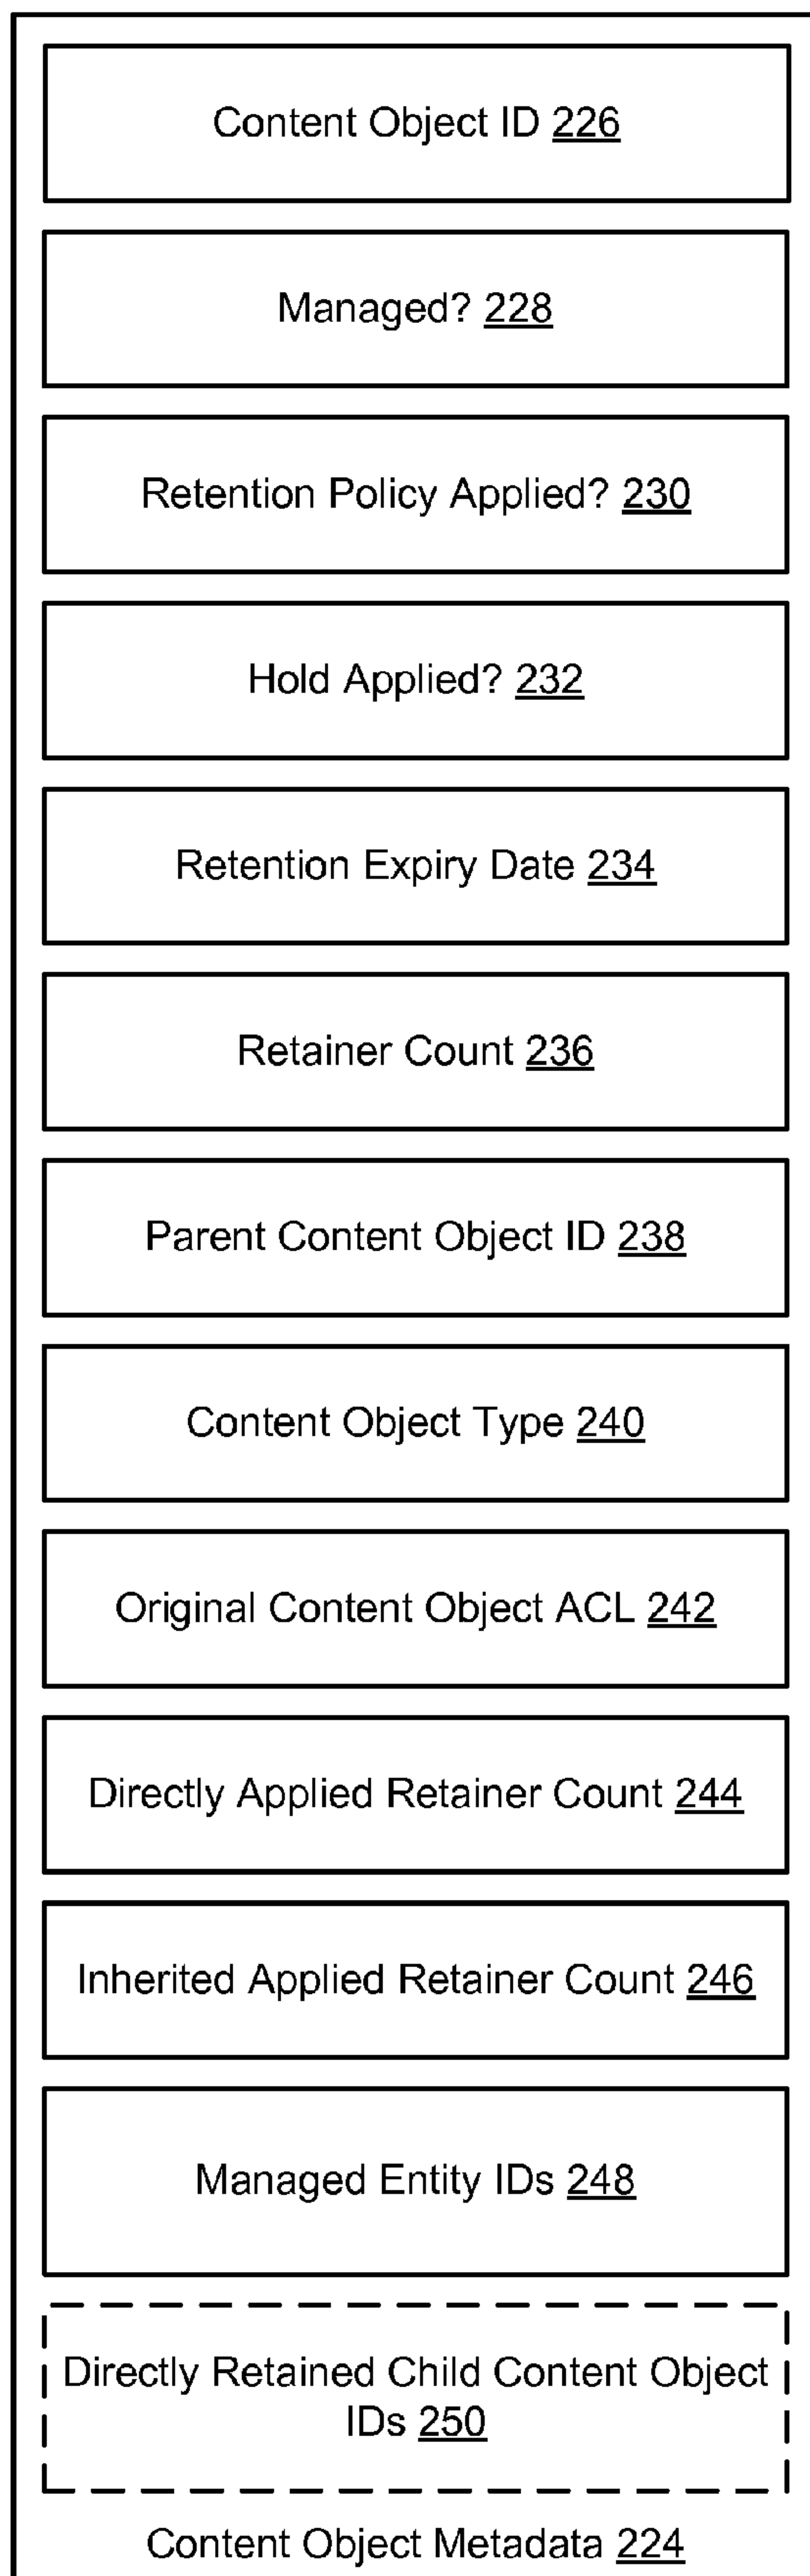 Content Object ID 226
Managed? 228
Retention Policy Applied? 230
Hold Applied? 232
Retention Expiry Date 234
Retainer Count 236
Parent Content Object ID 238
Content Object Type 240
Original Content Object ACL 242
Directly Applied Retainer Count 244
Inherited Applied Retainer Count 246
Managed Entity IDs 248
Directly Retained Child Content Object
IDs 250
Content Object Metadata 224